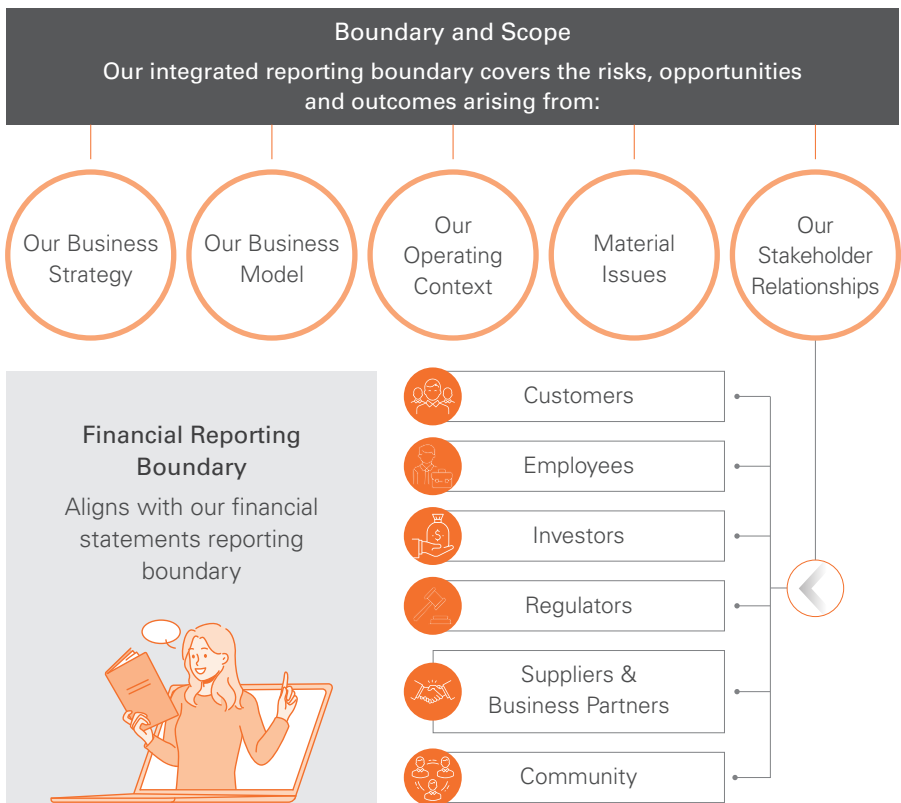 Boundary and Scope
Our integrated reporting boundary covers the risks, opportunities
and outcomes arising from:
Our Business
Strategy
Our Business
Model
Our
Operating
Context
Material
Issues
Our
Stakeholder
Relationships
Financial Reporting
Boundary
Aligns with our financial
statements reporting
boundary
Customers
Employees
$
Investors
Regulators
Suppliers &
Business Partners
Community